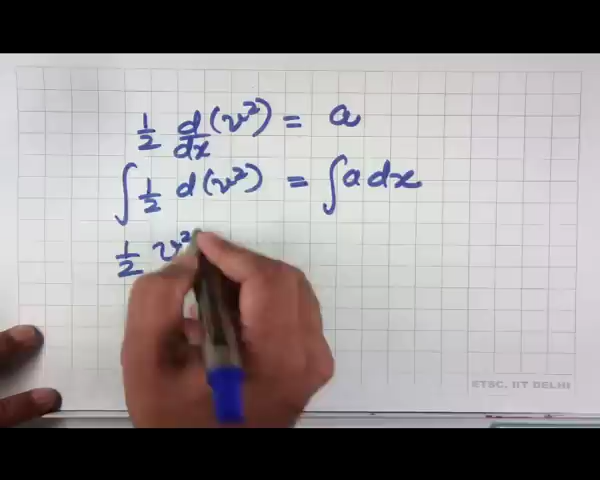 1/2 d/dx (v²) = a
∫ 1/2 d(v²) = ∫ a dx
1/2 v²
ETSC, IIT DELHI